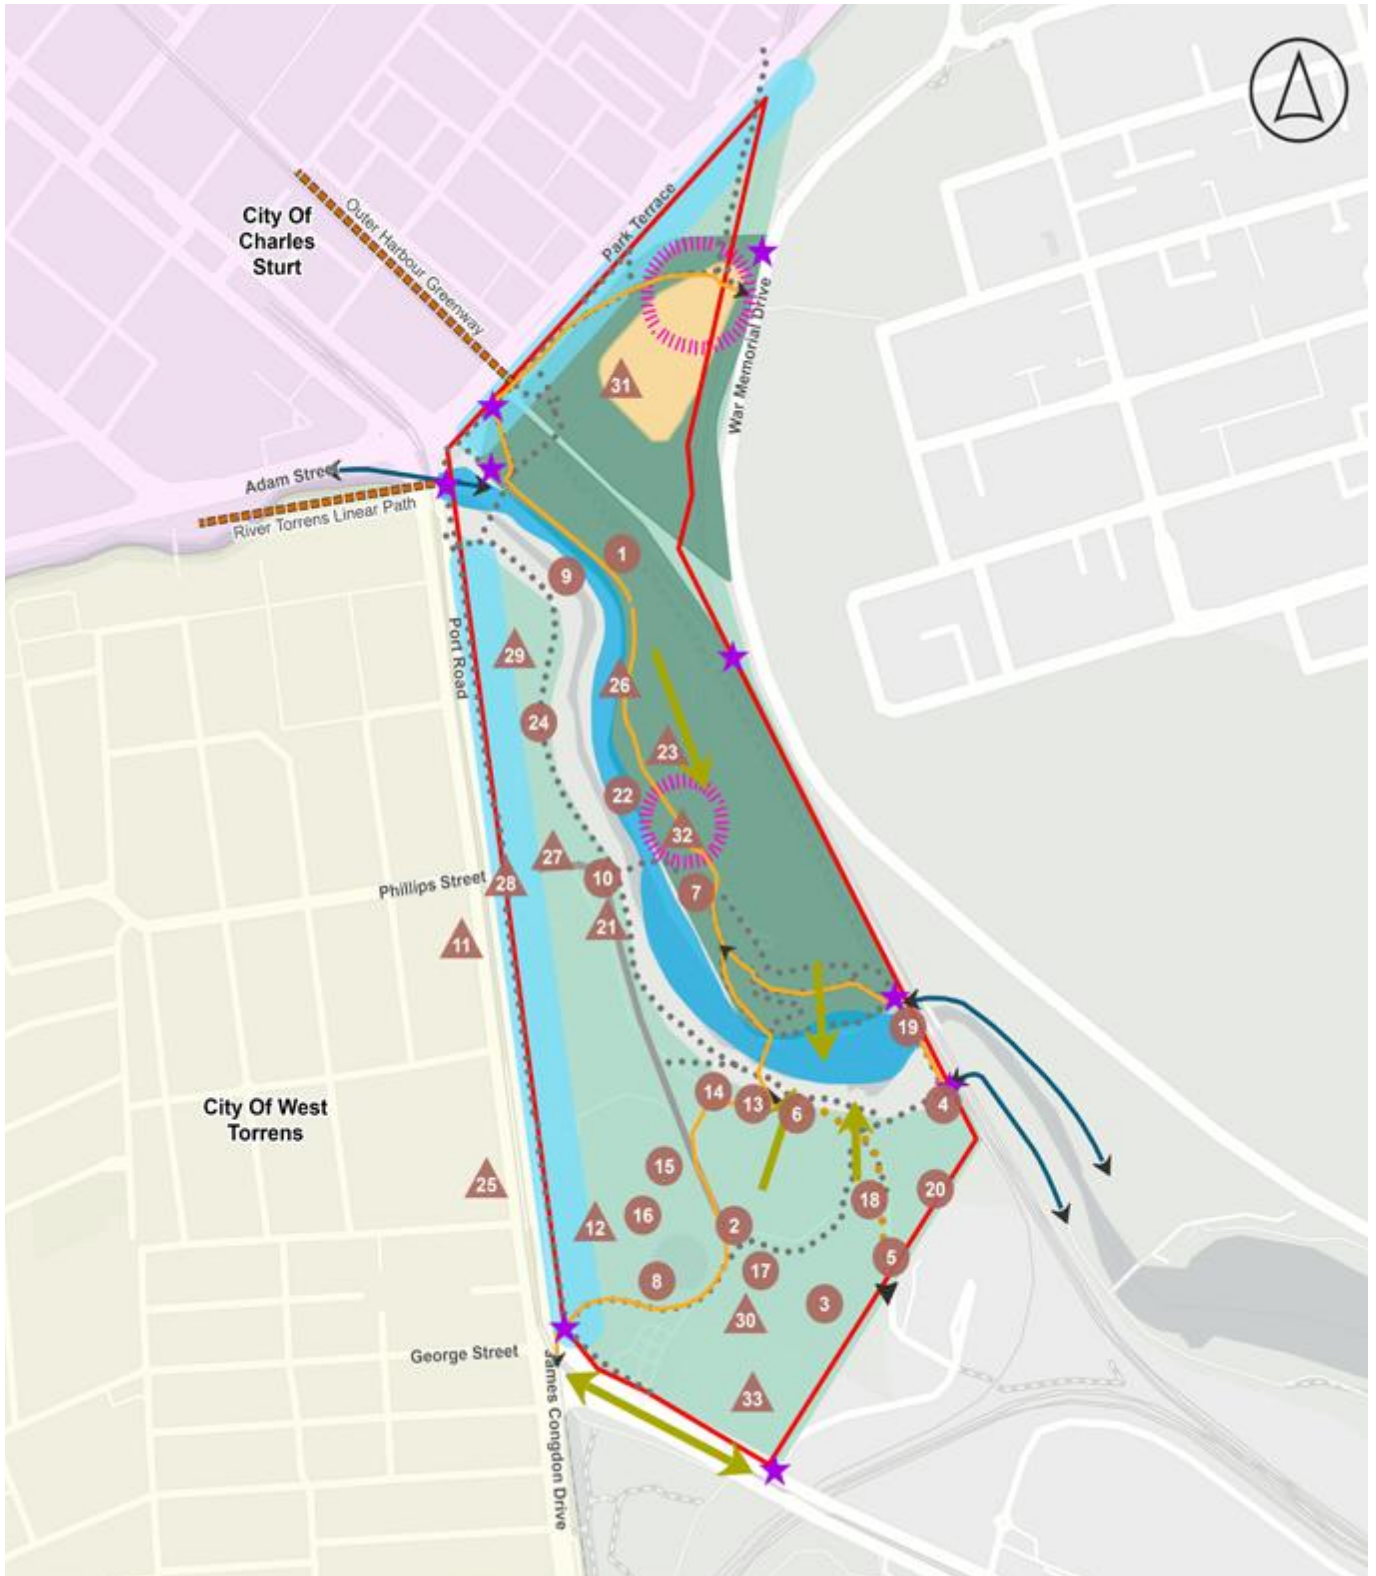 City Of
Charles
Sturt
Outer Harbour Greenway
Park Terrace
War Memorial Drive
31
Adam Stree
River Torrens Linear Path
1
9
Port Road
29
26
24
23
22
32
27
Phillips Street
28
10
7
21
11
19
City Of West
Torrens
14
13
6
4
15
25
18
20
12
16
2
5
17
8
3
30
George Street
James Congdon Drive
33